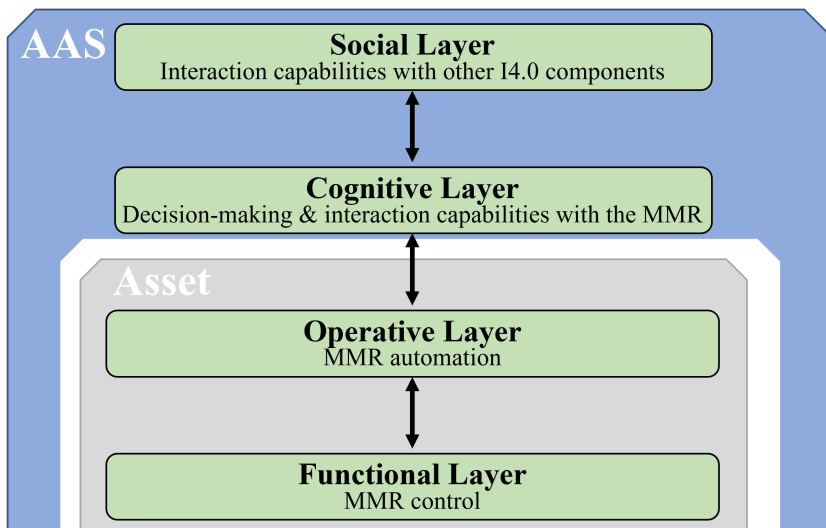 AAS
Social Layer
Interaction capabilities with other I4.0 components
Cognitive Layer
Decision-making & interaction capabilities with the MMR
Asset
Operative Layer
MMR automation
Functional Layer
MMR control